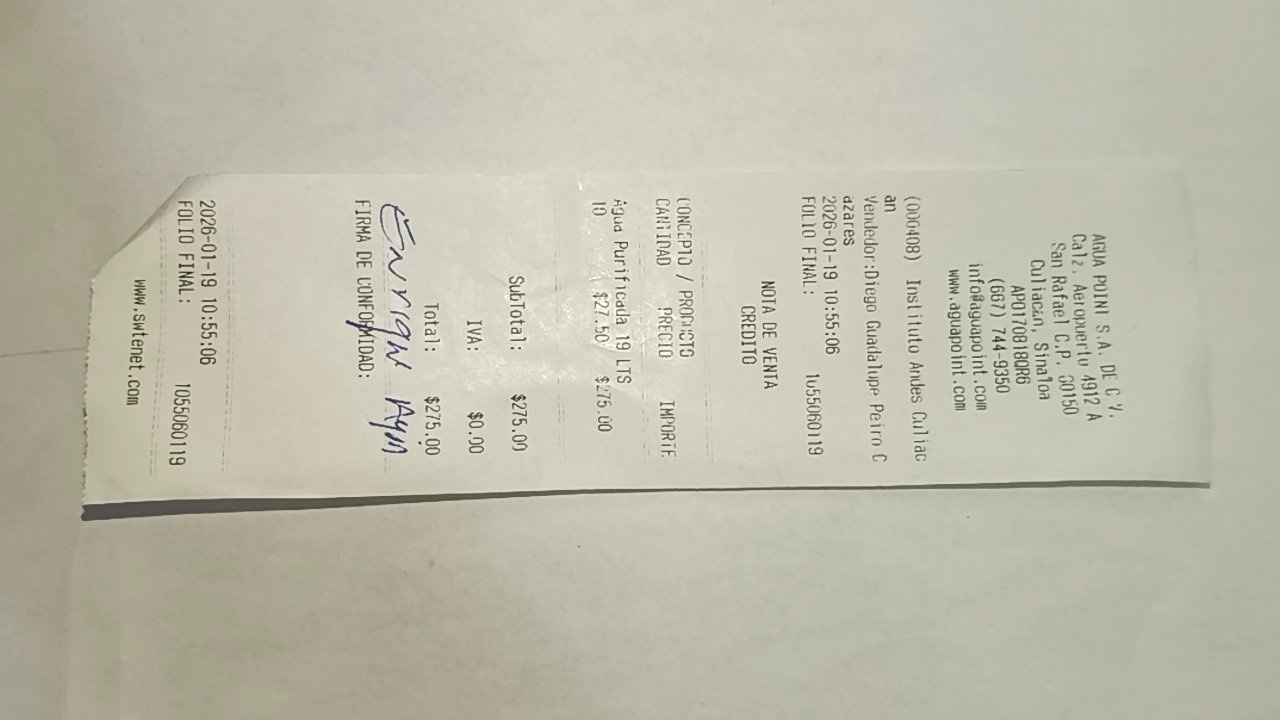 AGUA POINT S.A. DE C V.
Calz. Aeropuerto 4912 A
San Rafael C.P. 80150
Culiacan, Sinaloa
APO170818QR6
(667) 744-9350
info@aguapoint.com
www.aguapoint.com
(000408) Instituto Andes Culiac
an
Vendedor:Diego Guadalupe Peiro C
azares
2026-01-19 10:55:06
FOLIO FINAL: 1055060119
NOTA DE VENTA
CREDITO
CONCEPTO / PRODUCTO
CANTIDAD PRECIO IMPORTE
Agua Purificada 19 LTS
10 $27.50 $275.00
SubTotal: $275.00
IVA: $0.00
Total: $275.00
FIRMA DE CONFORMIDAD:
2026-01-19 10:55:06
FOLIO FINAL: 1055060119
www.swtenet.com